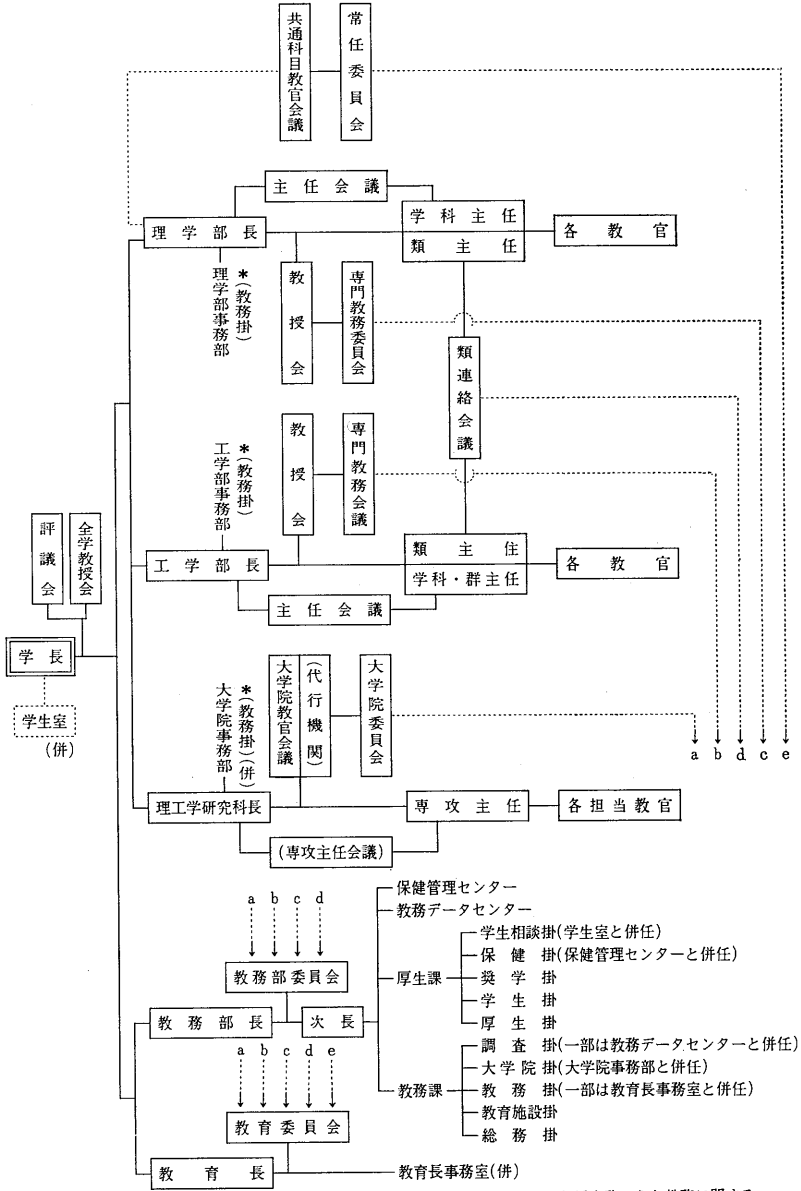 共通科目教官会議
常任委員会
主任会議
理学部長
学科主任
類主任
各教官
*(教務掛)
理学部事務部
教授会
専門教務委員会
類連絡会議
*(教務掛)
工学部事務部
教授会
専門教務会議
評議会
全学教授会
工学部長
類主住
学科・群主任
各教官
主任会議
学長
学生室
(併)
*(教務掛)(併)
大学院事務部
大学院教官会議
(代行機関)
大学院委員会
a b d c e
理工学研究科長
専攻主任
各担当教官
(専攻主任会議)
a b c d
教務部委員会
教務部長
次長
保健管理センター
教務データセンター
厚生課
学生相談掛(学生室と併任)
保健掛(保健管理センターと併任)
奨学掛
学生掛
厚生掛
教務課
調査掛(一部は教務データセンターと併任)
大学院掛(大学院事務部と併任)
教務掛(一部は教育長事務室と併任)
教育施設掛
総務掛
a b c d e
教育委員会
教育長
教育長事務室(併)